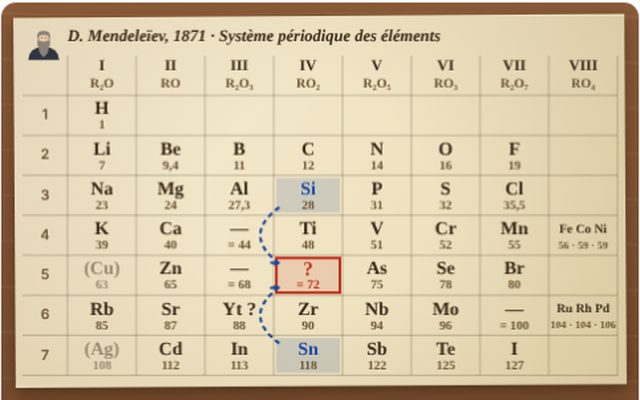 D. Mendeleïev, 1871 · Système périodique des éléments
I II III IV V VI VII VIII
R₂O RO R₂O₃ RO₂ R₂O₅ RO₃ R₂O₇ RO₄
1 H
1
2 Li Be B C N O F
7 9,4 11 12 14 16 19
3 Na Mg Al Si P S Cl
23 24 27,3 28 31 32 35,5
4 K Ca — Ti V Cr Mn Fe Co Ni
39 40 = 44 48 51 52 55 56 · 59 · 59
5 (Cu) Zn — ? As Se Br
63 65 = 68 = 72 75 78 80
6 Rb Sr Yt ? Zr Nb Mo — Ru Rh Pd
85 87 88 90 94 96 = 100 104 · 104 · 106
7 (Ag) Cd In Sn Sb Te I
108 112 113 118 122 125 127